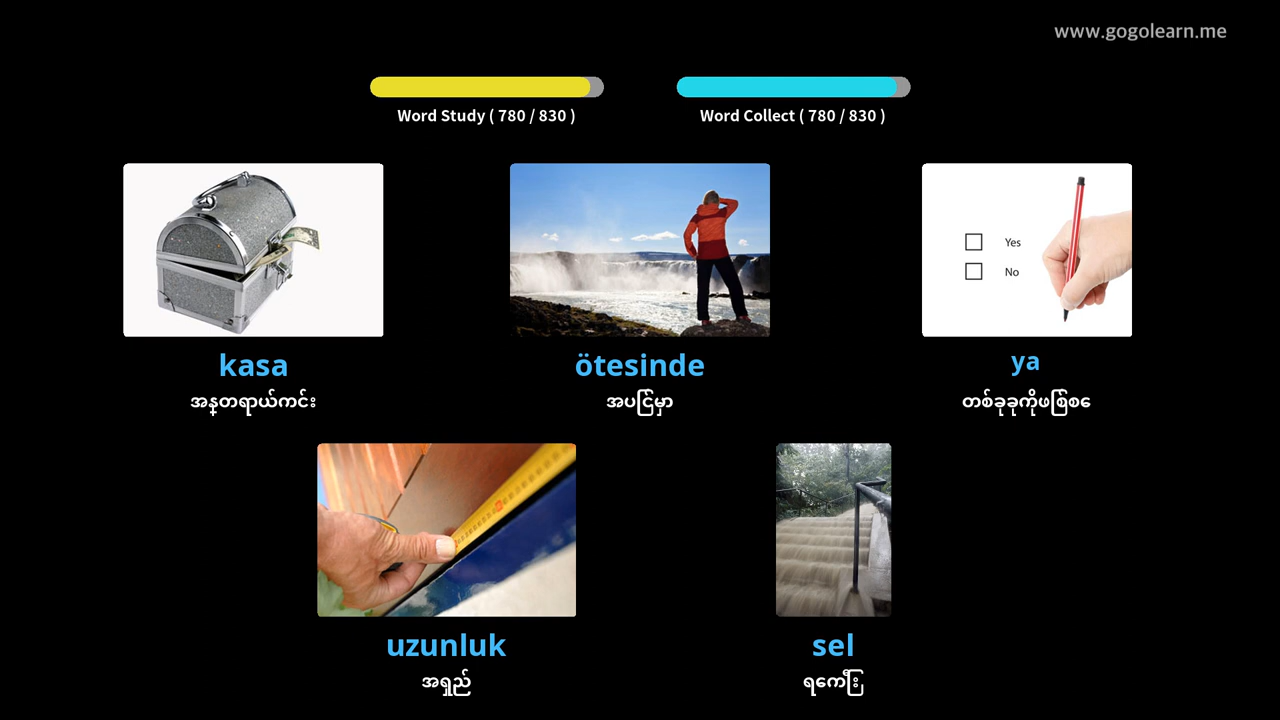 www.gogolearn.me
Word Study ( 780 / 830 )
Word Collect ( 780 / 830 )
Yes
No
kasa
ötesinde
ya
အန္တရာယ်ကင်း
အပြင်မှာ
တစ်ခုခုကိုဖြစ်စေ
uzunluk
sel
အရှည်
ရေကြီး